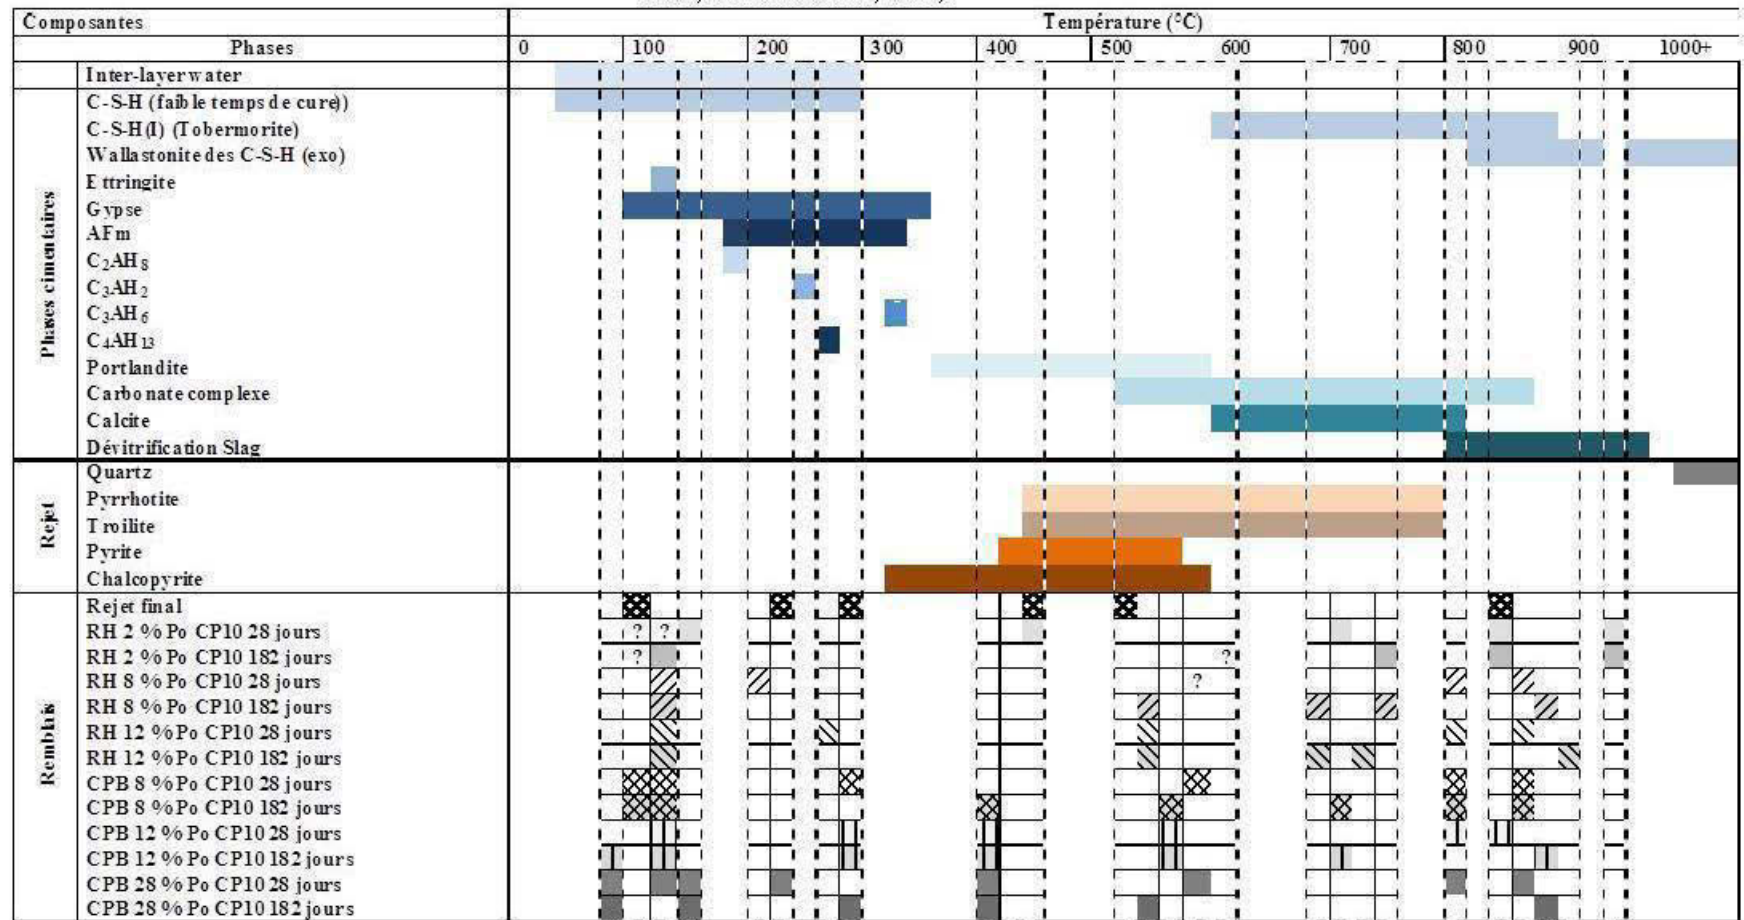 Composantes Température (°C)
Phases 0 100 200 300 400 500 600 700 800 900 1000+
Phases cimentaires
Inter-layer water
C-S-H (faible temps de cure))
C-S-H(I) (Tobermorite)
Wallastonite des C-S-H (exo)
Ettringite
Gypse
AFm
C2AH8
C3AH2
C3AH6
C4AH13
Portlandite
Carbonate complexe
Calcite
Dévitrification Slag
Rejet
Quartz
Pyrrhotite
Troilite
Pyrite
Chalcopyrite
Remblais
Rejet final
RH 2 % Po CP10 28 jours ? ?
RH 2 % Po CP10 182 jours ? ?
RH 8 % Po CP10 28 jours ?
RH 8 % Po CP10 182 jours
RH 12 % Po CP10 28 jours
RH 12 % Po CP10 182 jours
CPB 8 % Po CP10 28 jours
CPB 8 % Po CP10 182 jours
CPB 12 % Po CP10 28 jours
CPB 12 % Po CP10 182 jours
CPB 28 % Po CP10 28 jours
CPB 28 % Po CP10 182 jours